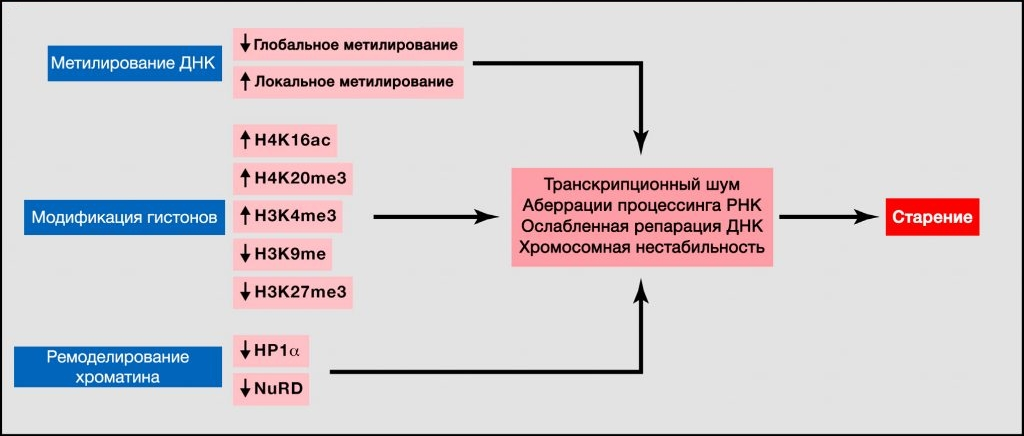 Метилирование ДНК
↓ Глобальное метилирование
↑ Локальное метилирование
Модификация гистонов
↑ H4K16ac
↑ H4K20me3
↑ H3K4me3
↓ H3K9me
↓ H3K27me3
Ремоделирование
хроматина
↓ HP1α
↓ NuRD
Транскрипционный шум
Аберрации процессинга РНК
Ослабленная репарация ДНК
Хромосомная нестабильность
Старение